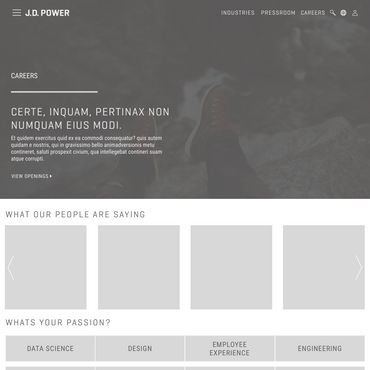 J.D. POWER
INDUSTRIES PRESSROOM CAREERS
CAREERS
CERTE, INQUAM, PERTINAX NON
NUMQUAM EIUS MODI.
Et quidem exercitus quid ex ea commodi consequatur? quis autem
quidam e nostris, qui in gravissimo bello animadversionis metu
contineret, saluti prospexit civium, qua intellegebat contineri suam
atque corrupti.
VIEW OPENINGS
WHAT OUR PEOPLE ARE SAYING
WHATS YOUR PASSION?
DATA SCIENCE
DESIGN
EMPLOYEE
EXPERIENCE
ENGINEERING